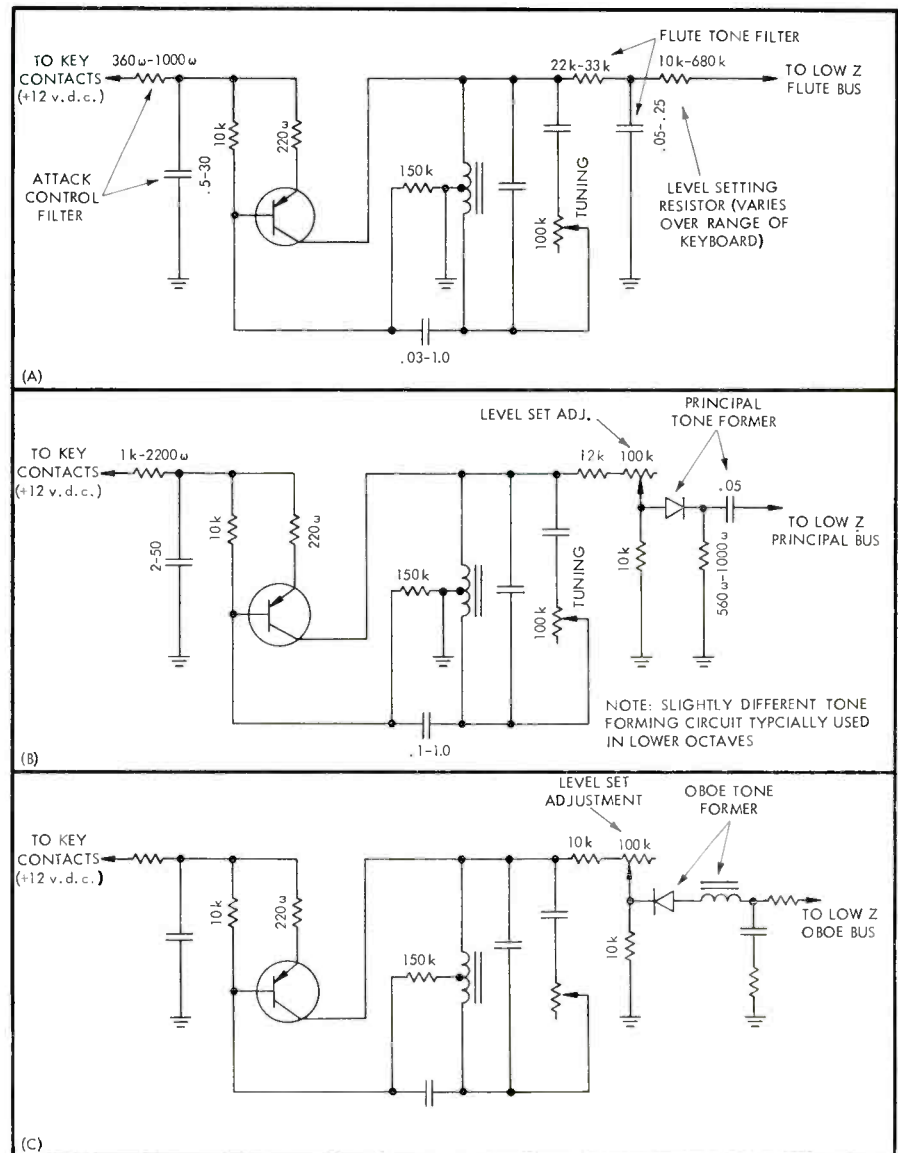 TO KEY
CONTACTS
(+12 v.d.c.)
360ω-1000ω
ATTACK
CONTROL
FILTER
.5-30
10k
220ω
150k
.03-1.0
100k
TUNING
22k-33k
FLUTE TONE FILTER
10k-680k
.05-.25
TO LOW Z
FLUTE BUS
LEVEL SETTING
RESISTOR (VARIES
OVER RANGE OF
KEYBOARD)
(A)
TO KEY
CONTACTS
(+12 v.d.c.)
1k-2200ω
2-50
10k
220ω
150k
.1-1.0
100k
TUNING
LEVEL SET ADJ.
12k
100k
10k
PRINCIPAL
TONE FORMER
.05
560ω-1000ω
TO LOW Z
PRINCIPAL BUS
NOTE: SLIGHTLY DIFFERENT TONE
FORMING CIRCUIT TYPCIALLY USED
IN LOWER OCTAVES
(B)
TO KEY
CONTACTS
(+12 v.d.c.)
10k
220ω
150k
LEVEL SET
ADJUSTMENT
10k
100k
10k
OBOE TONE
FORMER
TO LOW Z
OBOE BUS
(C)